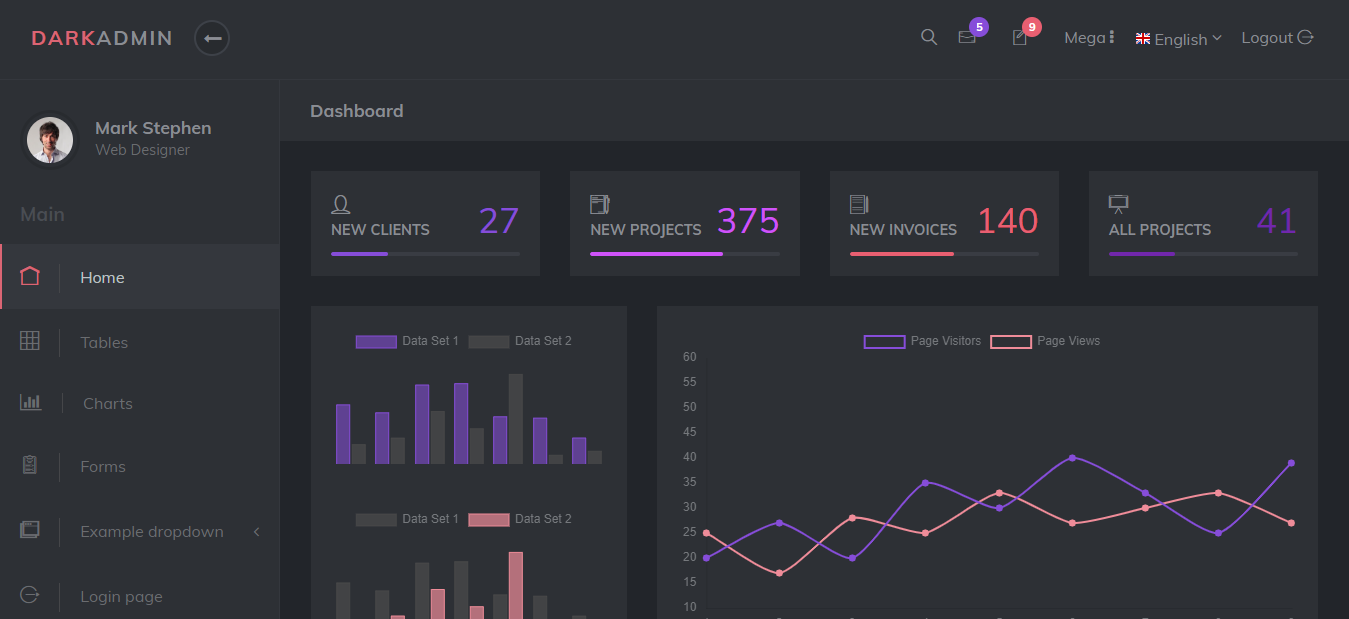 DARKADMIN
5
9
Mega
English
Logout
Mark Stephen
Web Designer
Main
Home
Tables
Charts
Forms
Example dropdown
Login page
Dashboard
NEW CLIENTS
27
NEW PROJECTS
375
NEW INVOICES
140
ALL PROJECTS
41
Data Set 1 Data Set 2
Data Set 1 Data Set 2
Page Visitors Page Views
60
55
50
45
40
35
30
25
20
15
10